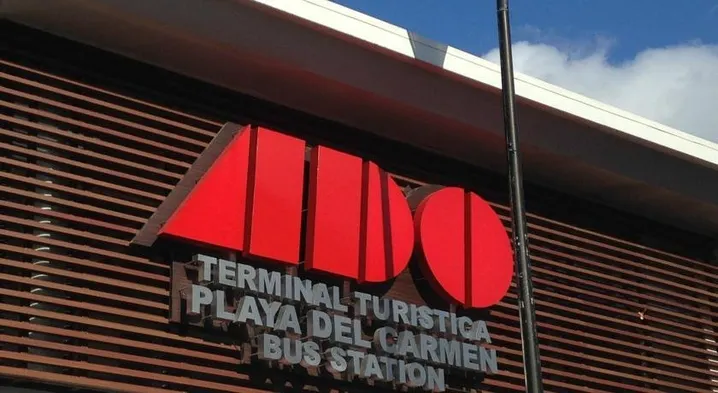 ADO
TERMINAL TURISTICA
PLAYA DEL CARMEN
BUS STATION